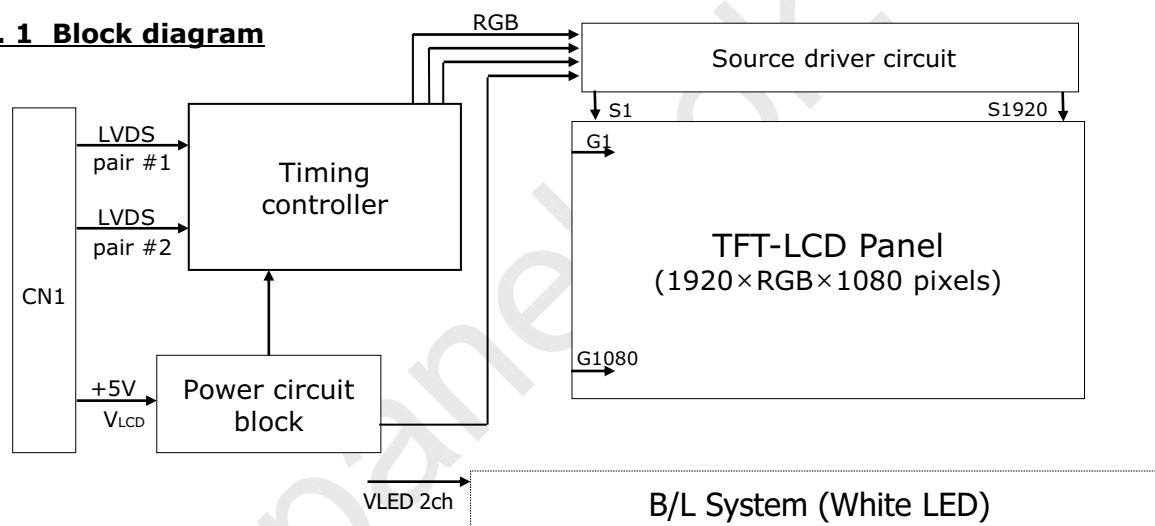 . 1 Block diagram
RGB
Source driver circuit
S1
S1920
LVDS
pair #1
Timing
controller
G1
LVDS
pair #2
TFT-LCD Panel
(1920×RGB×1080 pixels)
CN1
G1080
+5V
VLCD
Power circuit
block
VLED 2ch
B/L System (White LED)